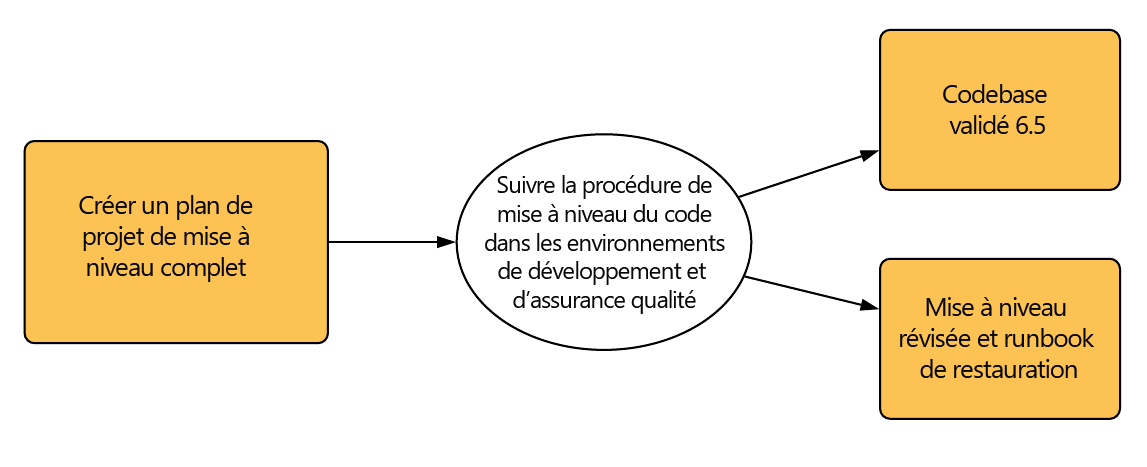 Créer un plan de
projet de mise à
niveau complet
Suivre la procédure de
mise à niveau du code
dans les environnements
de développement et
d’assurance qualité
Codebase
validé 6.5
Mise à niveau
révisée et runbook
de restauration